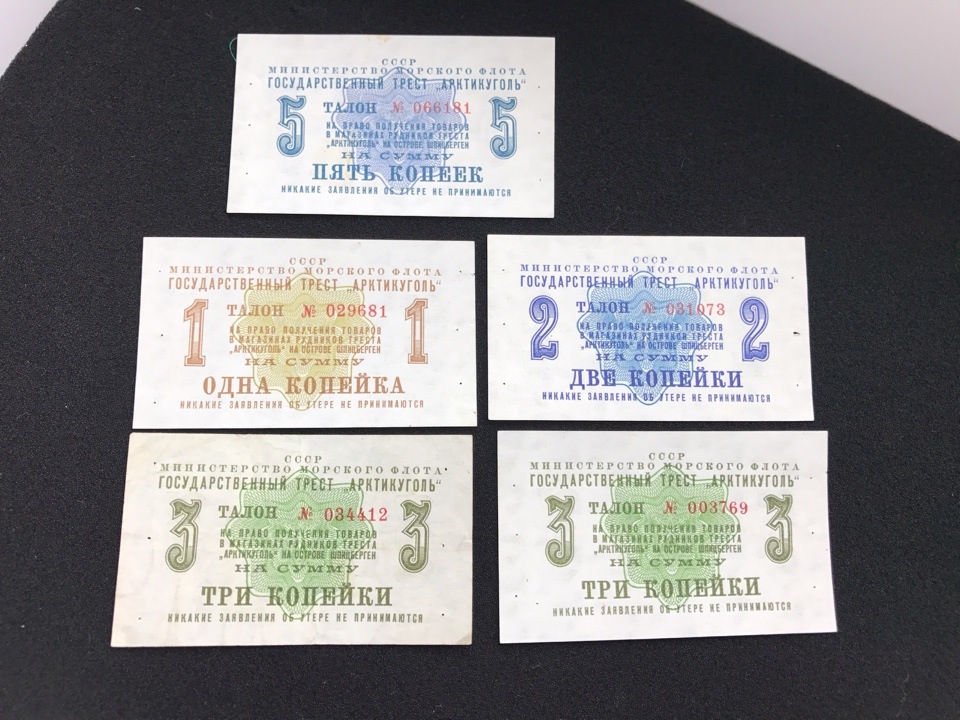 СССР
МИНИСТЕРСТВО МОРСКОГО ФЛОТА
ГОСУДАРСТВЕННЫЙ ТРЕСТ „АРКТИКУГОЛЬ“
5 ТАЛОН № 066181 5
НА ПРАВО ПОЛУЧЕНИЯ ТОВАРОВ
В МАГАЗИНАХ РУДНИКОВ ТРЕСТА
„АРКТИКУГОЛЬ“ НА ОСТРОВЕ ШПИЦБЕРГЕН
НА СУММУ
ПЯТЬ КОПЕЕК
НИКАКИЕ ЗАЯВЛЕНИЯ ОБ УТЕРЕ НЕ ПРИНИМАЮТСЯ
СССР
МИНИСТЕРСТВО МОРСКОГО ФЛОТА
ГОСУДАРСТВЕННЫЙ ТРЕСТ „АРКТИКУГОЛЬ“
1 ТАЛОН № 029681 1
НА ПРАВО ПОЛУЧЕНИЯ ТОВАРОВ
В МАГАЗИНАХ РУДНИКОВ ТРЕСТА
„АРКТИКУГОЛЬ“ НА ОСТРОВЕ ШПИЦБЕРГЕН
НА СУММУ
ОДНА КОПЕЙКА
НИКАКИЕ ЗАЯВЛЕНИЯ ОБ УТЕРЕ НЕ ПРИНИМАЮТСЯ
СССР
МИНИСТЕРСТВО МОРСКОГО ФЛОТА
ГОСУДАРСТВЕННЫЙ ТРЕСТ „АРКТИКУГОЛЬ“
2 ТАЛОН № 031073 2
НА ПРАВО ПОЛУЧЕНИЯ ТОВАРОВ
В МАГАЗИНАХ РУДНИКОВ ТРЕСТА
„АРКТИКУГОЛЬ“ НА ОСТРОВЕ ШПИЦБЕРГЕН
НА СУММУ
ДВЕ КОПЕЙКИ
НИКАКИЕ ЗАЯВЛЕНИЯ ОБ УТЕРЕ НЕ ПРИНИМАЮТСЯ
СССР
МИНИСТЕРСТВО МОРСКОГО ФЛОТА
ГОСУДАРСТВЕННЫЙ ТРЕСТ „АРКТИКУГОЛЬ“
3 ТАЛОН № 034412 3
НА ПРАВО ПОЛУЧЕНИЯ ТОВАРОВ
В МАГАЗИНАХ РУДНИКОВ ТРЕСТА
„АРКТИКУГОЛЬ“ НА ОСТРОВЕ ШПИЦБЕРГЕН
НА СУММУ
ТРИ КОПЕЙКИ
НИКАКИЕ ЗАЯВЛЕНИЯ ОБ УТЕРЕ НЕ ПРИНИМАЮТСЯ
СССР
МИНИСТЕРСТВО МОРСКОГО ФЛОТА
ГОСУДАРСТВЕННЫЙ ТРЕСТ „АРКТИКУГОЛЬ“
3 ТАЛОН № 003769 3
НА ПРАВО ПОЛУЧЕНИЯ ТОВАРОВ
В МАГАЗИНАХ РУДНИКОВ ТРЕСТА
„АРКТИКУГОЛЬ“ НА ОСТРОВЕ ШПИЦБЕРГЕН
НА СУММУ
ТРИ КОПЕЙКИ
НИКАКИЕ ЗАЯВЛЕНИЯ ОБ УТЕРЕ НЕ ПРИНИМАЮТСЯ